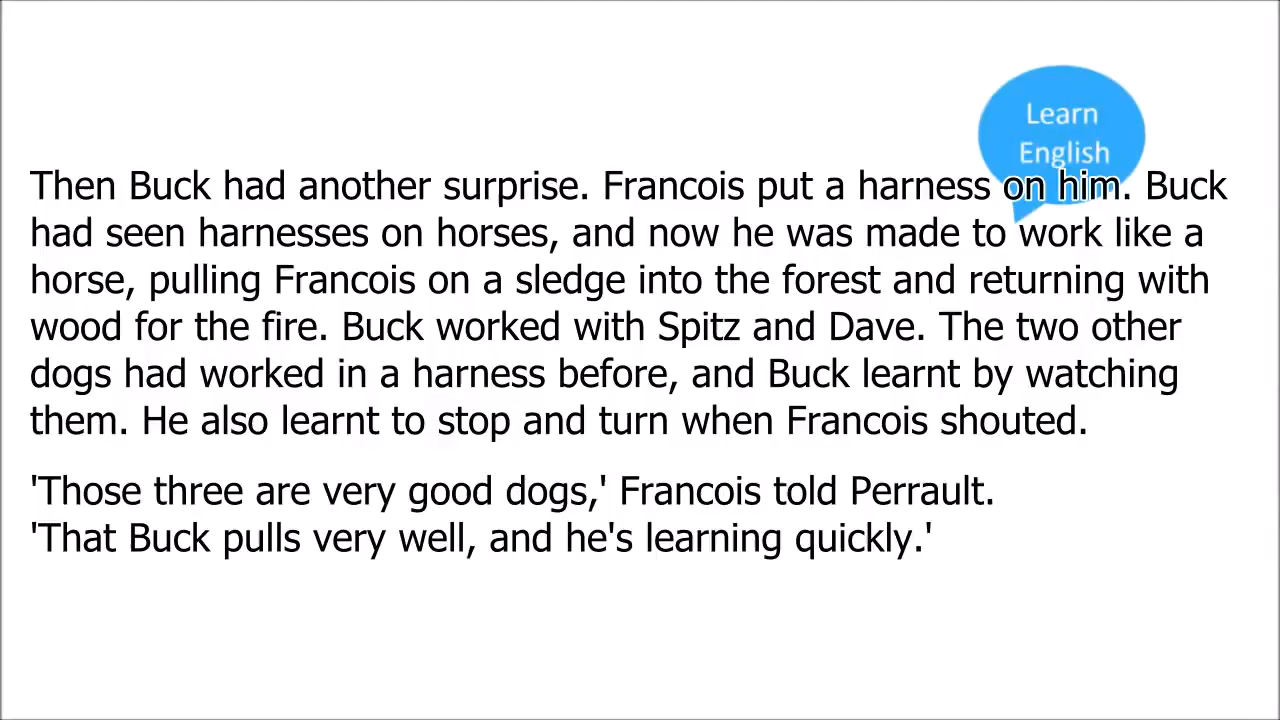 Learn
English
Then Buck had another surprise. Francois put a harness on him. Buck
had seen harnesses on horses, and now he was made to work like a
horse, pulling Francois on a sledge into the forest and returning with
wood for the fire. Buck worked with Spitz and Dave. The two other
dogs had worked in a harness before, and Buck learnt by watching
them. He also learnt to stop and turn when Francois shouted.
'Those three are very good dogs,' Francois told Perrault.
'That Buck pulls very well, and he's learning quickly.'